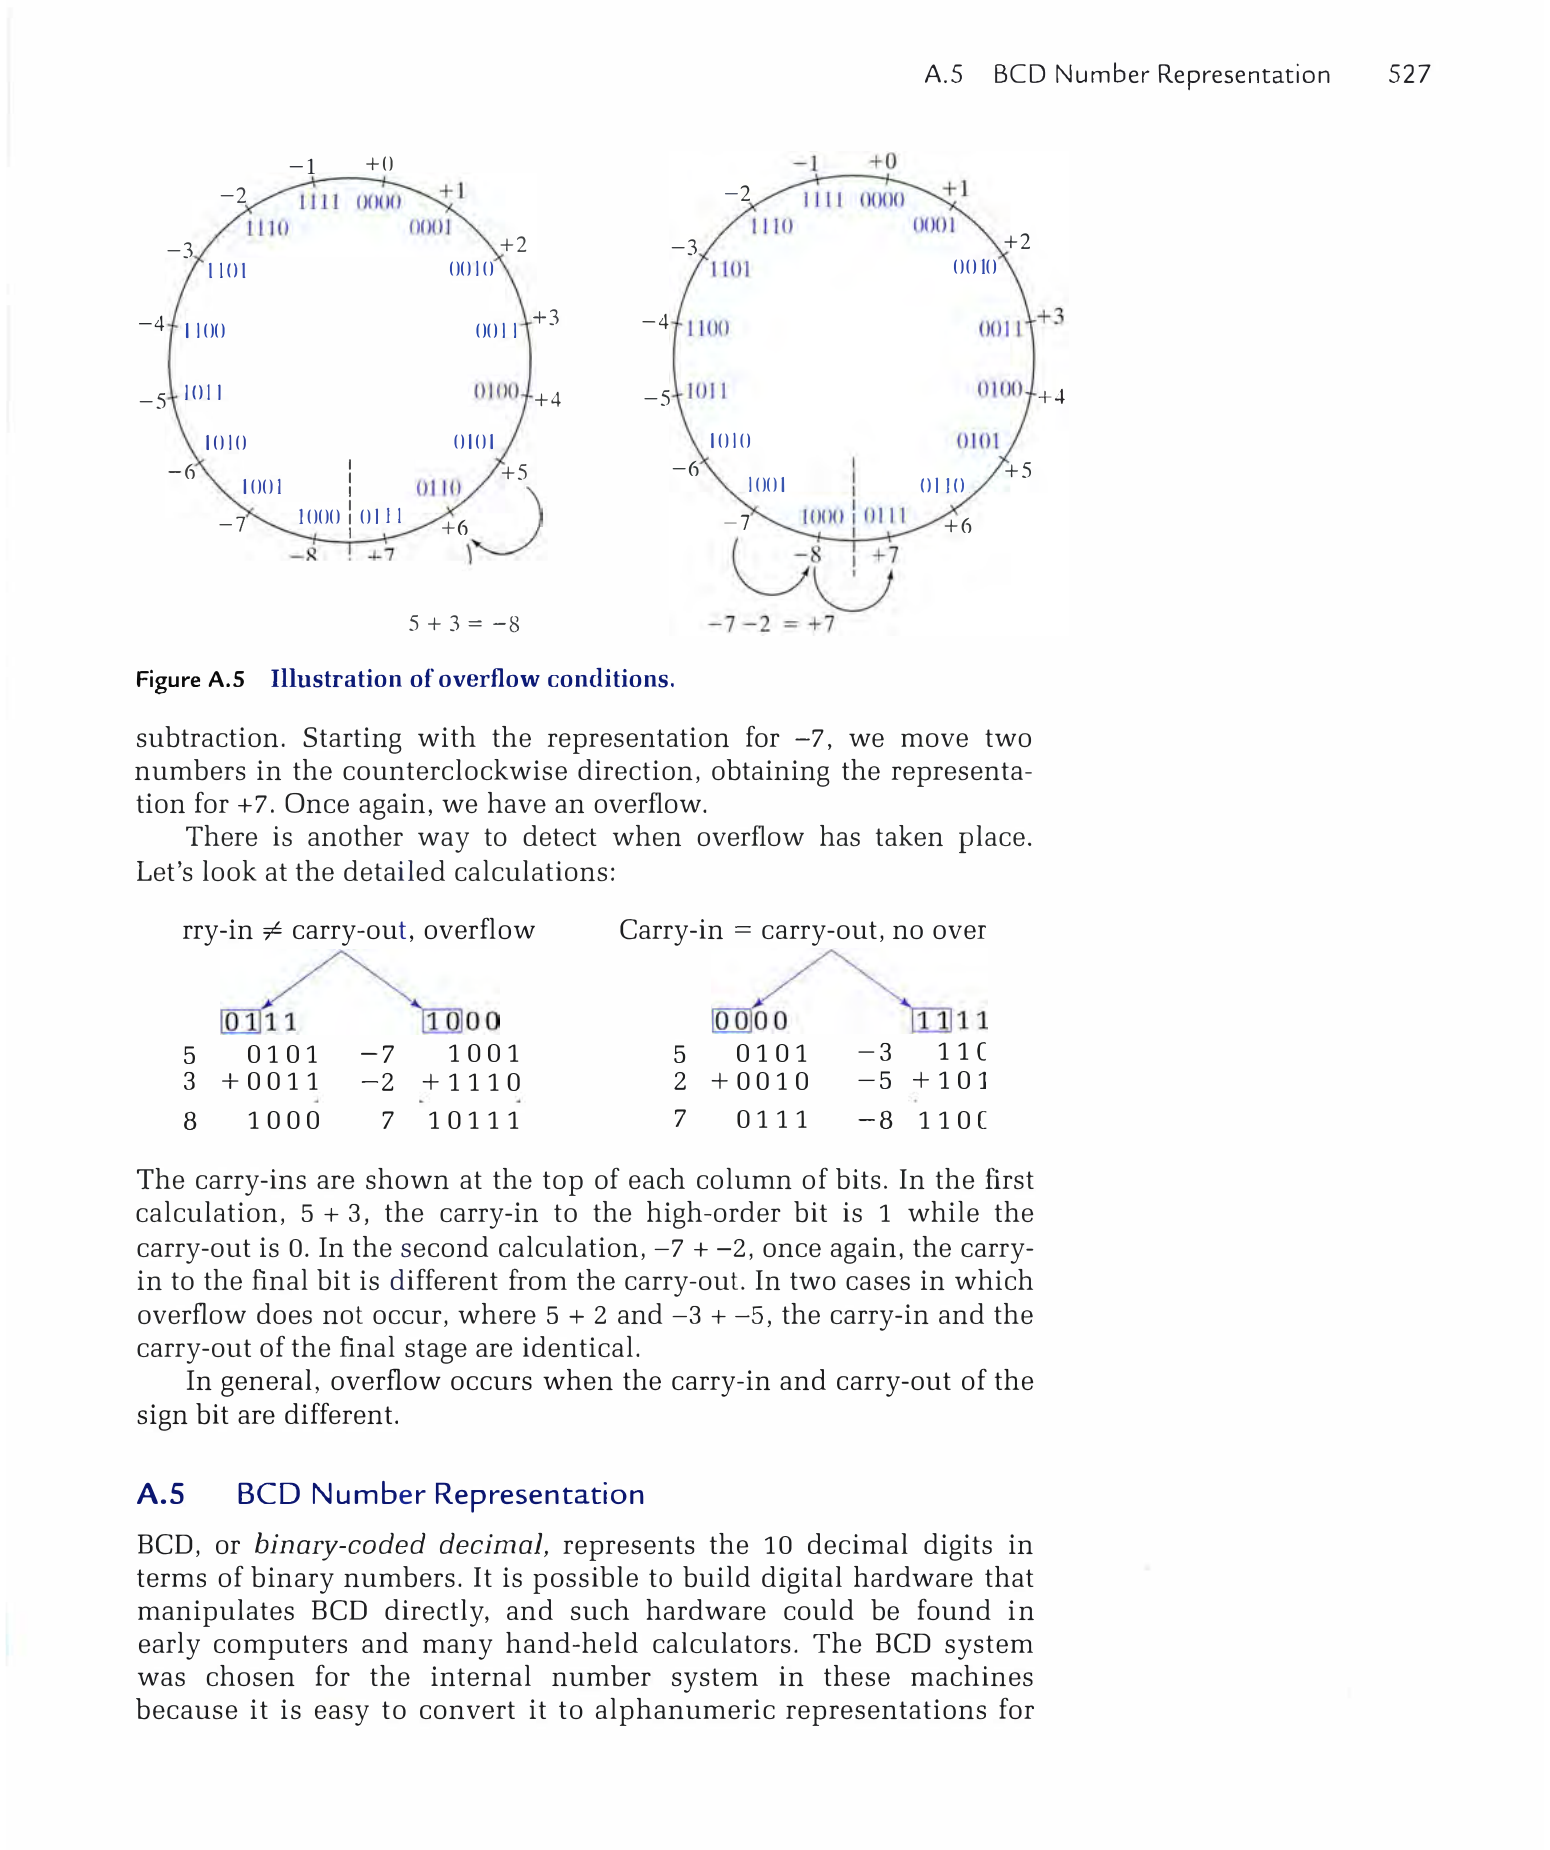 A.5 BCD Number Representation 527
−1 +0
−2 1111 0000 +1
1110 0001
−3 1101 0010 +2
−4 1100 0011 +3
−5 1011 0100 +4
1010 0101
−6 +5
1001 0110
−7 1000 0111 +6
−8 +7
5 + 3 = −8
−1 +0
−2 1111 0000 +1
1110 0001
−3 1101 0010 +2
−4 1100 0011 +3
−5 1011 0100 +4
1010 0101
−6 +5
1001 0110
−7 1000 0111 +6
−8 +7
−7 −2 = +7
Figure A.5 Illustration of overflow conditions.
subtraction. Starting with the representation for −7, we move two
numbers in the counterclockwise direction, obtaining the representa-
tion for +7. Once again, we have an overflow.
There is another way to detect when overflow has taken place.
Let's look at the detailed calculations:
rry-in ≠ carry-out, overflow Carry-in = carry-out, no over
0111 1000 0000 1111
5 0101 −7 1001 5 0101 −3 110
3 +0011 −2 +1110 2 +0010 −5 +101
8 1000 7 10111 7 0111 −8 110
The carry-ins are shown at the top of each column of bits. In the first
calculation, 5 + 3, the carry-in to the high-order bit is 1 while the
carry-out is 0. In the second calculation, −7 + −2, once again, the carry-
in to the final bit is different from the carry-out. In two cases in which
overflow does not occur, where 5 + 2 and −3 + −5, the carry-in and the
carry-out of the final stage are identical.
In general, overflow occurs when the carry-in and carry-out of the
sign bit are different.
A.5 BCD Number Representation
BCD, or binary-coded decimal, represents the 10 decimal digits in
terms of binary numbers. It is possible to build digital hardware that
manipulates BCD directly, and such hardware could be found in
early computers and many hand-held calculators. The BCD system
was chosen for the internal number system in these machines
because it is easy to convert it to alphanumeric representations for